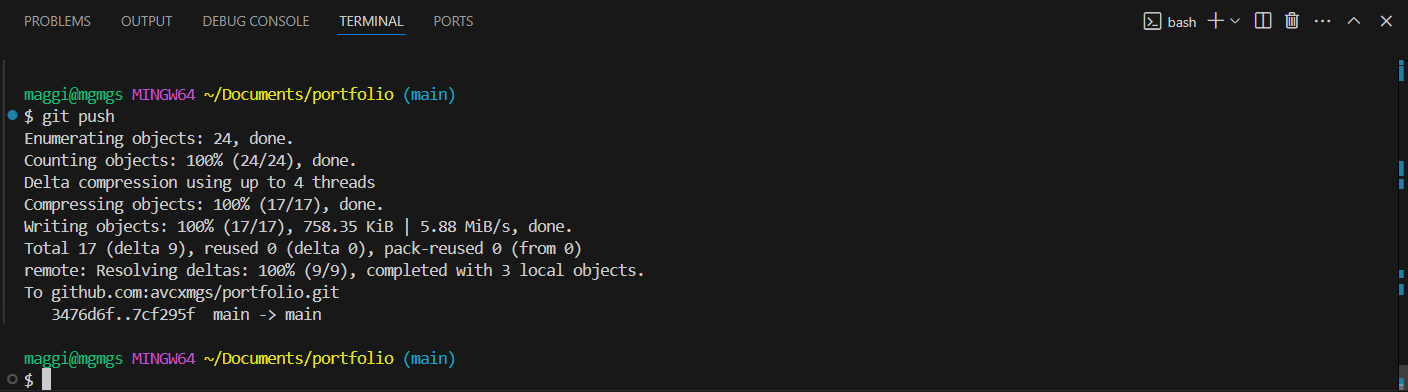 PROBLEMS OUTPUT DEBUG CONSOLE TERMINAL PORTS bash
maggi@mgmgs MINGW64 ~/Documents/portfolio (main)
$ git push
Enumerating objects: 24, done.
Counting objects: 100% (24/24), done.
Delta compression using up to 4 threads
Compressing objects: 100% (17/17), done.
Writing objects: 100% (17/17), 758.35 KiB | 5.88 MiB/s, done.
Total 17 (delta 9), reused 0 (delta 0), pack-reused 0 (from 0)
remote: Resolving deltas: 100% (9/9), completed with 3 local objects.
To github.com:avcxmgs/portfolio.git
   3476d6f..7cf295f  main -> main
maggi@mgmgs MINGW64 ~/Documents/portfolio (main)
$